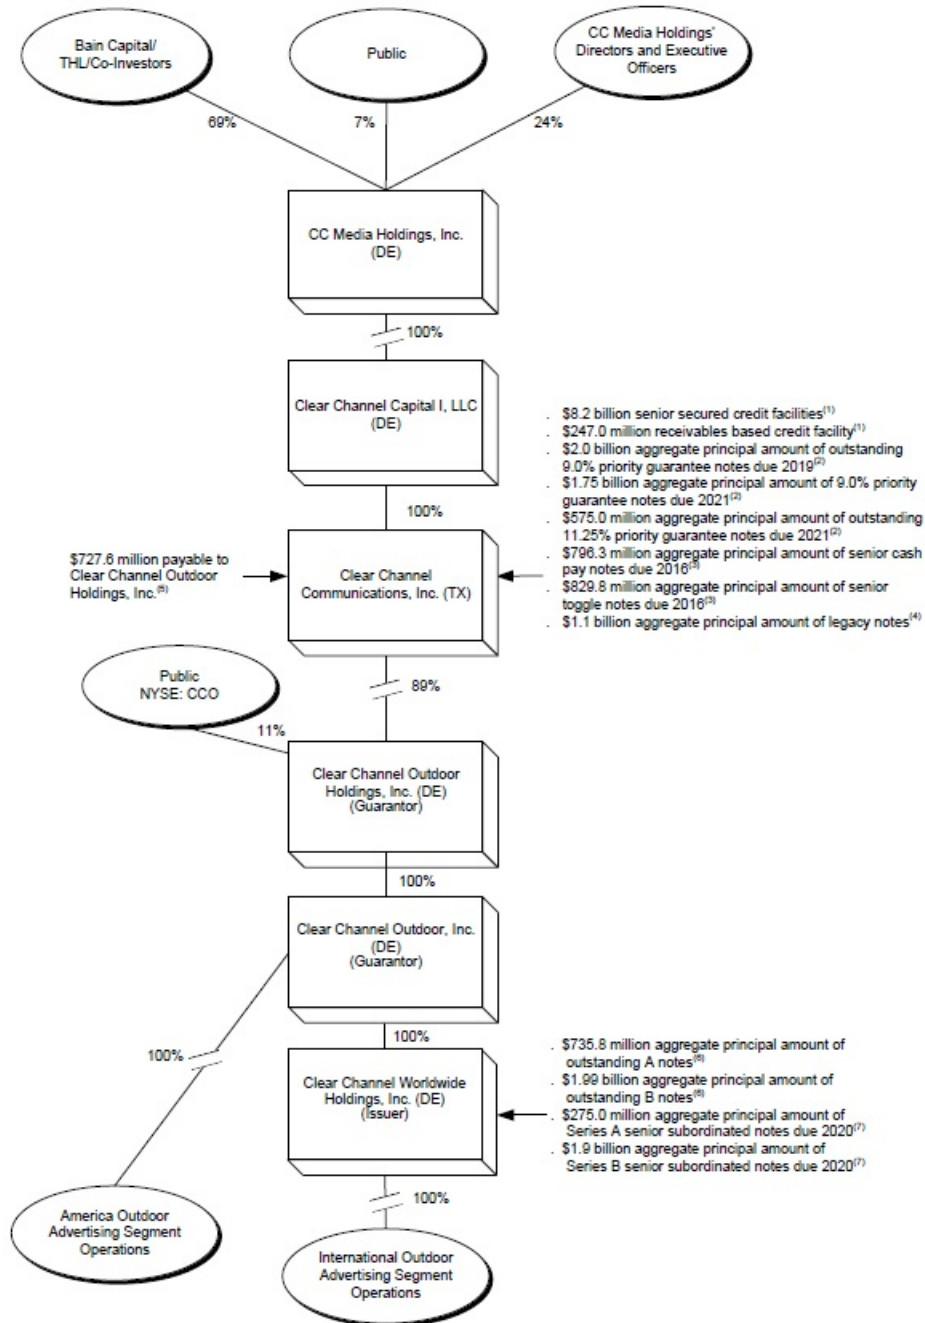 Bain Capital/
THL/Co-Investors
Public
CC Media Holdings'
Directors and Executive
Officers
69%
7%
24%
CC Media Holdings, Inc.
(DE)
100%
Clear Channel Capital I, LLC
(DE)
100%
$727.6 million payable to
Clear Channel Outdoor
Holdings, Inc.(5)
Clear Channel
Communications, Inc. (TX)
. $8.2 billion senior secured credit facilities(1)
. $247.0 million receivables based credit facility(1)
. $2.0 billion aggregate principal amount of outstanding
9.0% priority guarantee notes due 2019(2)
. $1.75 billion aggregate principal amount of 9.0% priority
guarantee notes due 2021(2)
. $575.0 million aggregate principal amount of outstanding
11.25% priority guarantee notes due 2021(2)
. $796.3 million aggregate principal amount of senior cash
pay notes due 2016(3)
. $829.8 million aggregate principal amount of senior
toggle notes due 2016(3)
. $1.1 billion aggregate principal amount of legacy notes(4)
89%
Public
NYSE: CCO
11%
Clear Channel Outdoor
Holdings, Inc. (DE)
(Guarantor)
100%
Clear Channel Outdoor, Inc.
(DE)
(Guarantor)
100%
100%
Clear Channel Worldwide
Holdings, Inc. (DE)
(Issuer)
. $735.8 million aggregate principal amount of
outstanding A notes(6)
. $1.99 billion aggregate principal amount of
outstanding B notes(6)
. $275.0 million aggregate principal amount of
Series A senior subordinated notes due 2020(7)
. $1.9 billion aggregate principal amount of
Series B senior subordinated notes due 2020(7)
100%
America Outdoor
Advertising Segment
Operations
International Outdoor
Advertising Segment
Operations